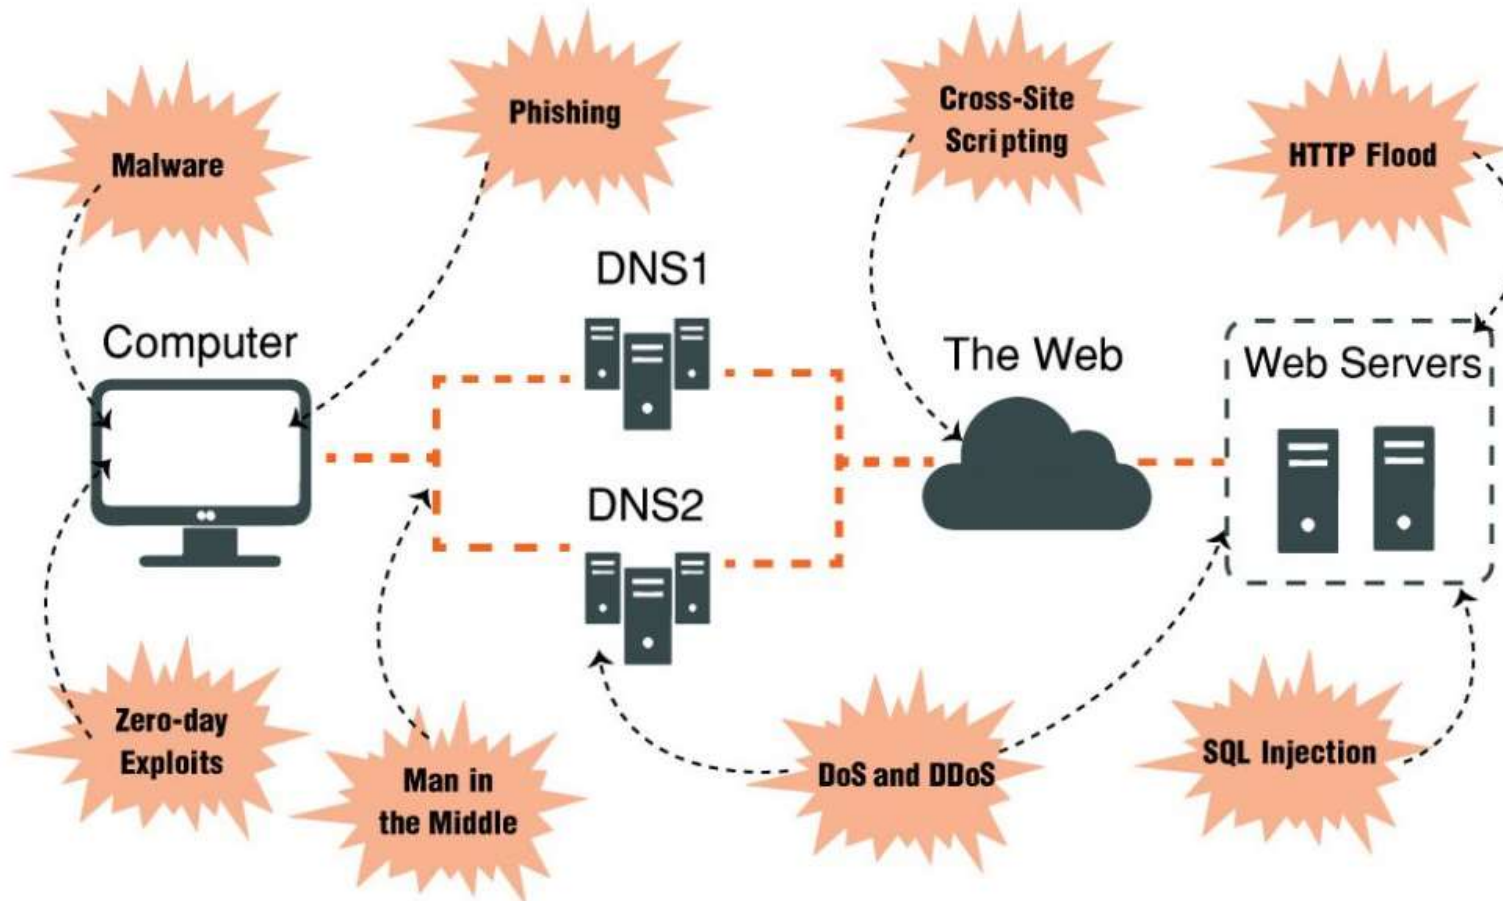 Malware
Phishing
Cross-Site
Scripting
HTTP Flood
DNS1
Computer
The Web
Web Servers
DNS2
Zero-day
Exploits
Man in
the Middle
DoS and DDoS
SQL Injection